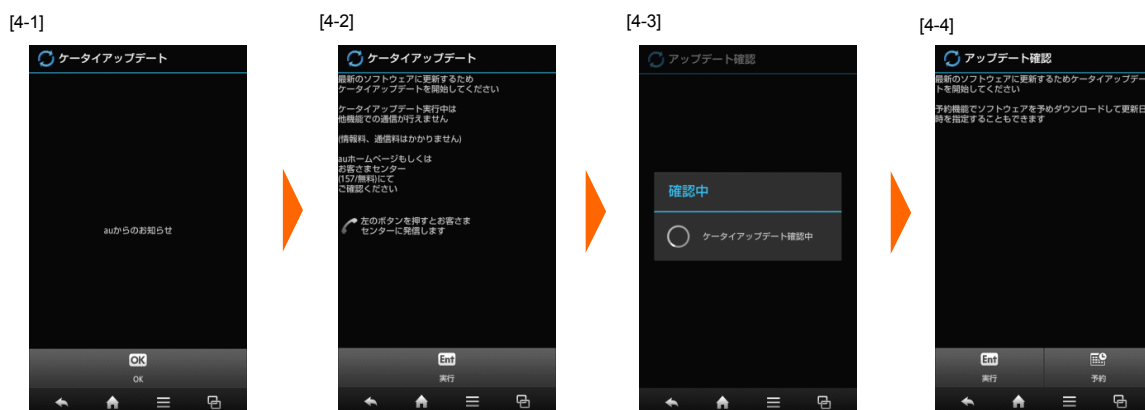 [4-1]
ケータイアップデート
auからのお知らせ
OK
OK
[4-2]
ケータイアップデート
最新のソフトウェアに更新するため
ケータイアップデートを開始してください
ケータイアップデート実行中は
他機能での通信が行えません
(情報料、通信料はかかりません)
auホームページもしくは
お客さまセンター
(157/無料)にて
ご確認ください
左のボタンを押すとお客さま
センターに発信します
Ent
実行
[4-3]
アップデート確認
確認中
ケータイアップデート確認中
[4-4]
アップデート確認
最新のソフトウェアに更新するためケータイアップデー
トを開始してください
予約機能でソフトウェアを予めダウンロードして更新日
時を指定することもできます
Ent
実行
予約